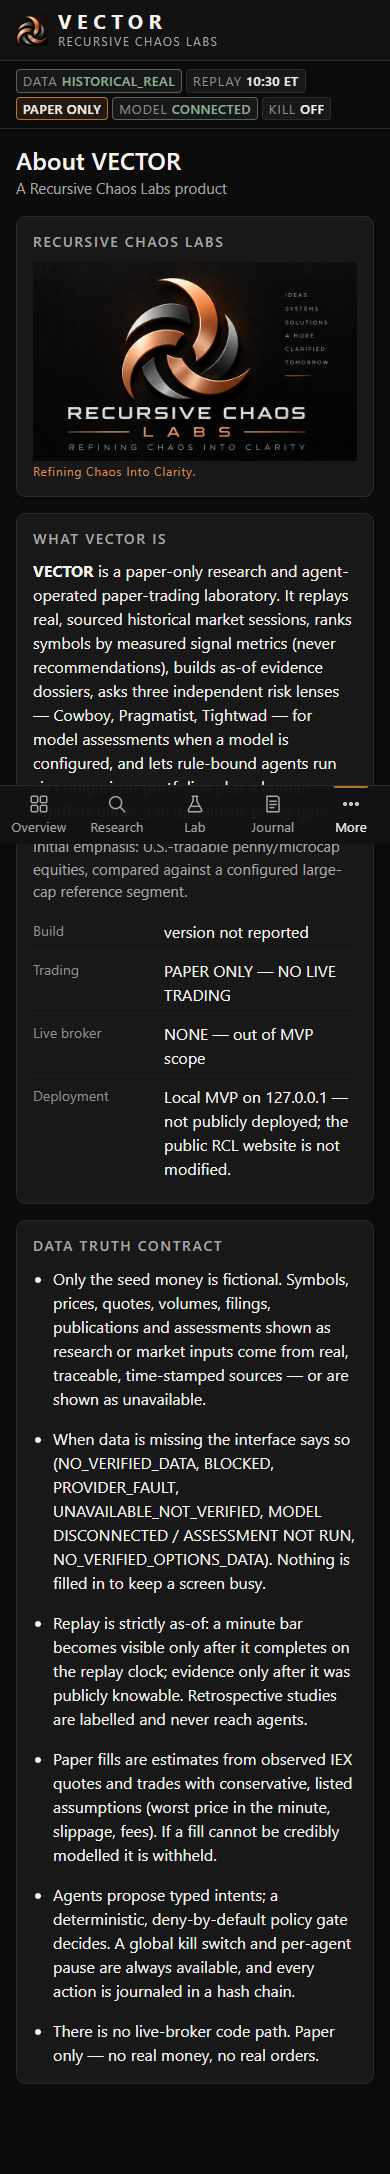 VECTOR
RECURSIVE CHAOS LABS
DATA HISTORICAL_REAL
REPLAY 10:30 ET
PAPER ONLY
MODEL CONNECTED
KILL OFF
About VECTOR
A Recursive Chaos Labs product
RECURSIVE CHAOS LABS
IDEAS
SYSTEMS
SOLUTIONS
A MORE
CLARIFIED
TOMORROW
RECURSIVE CHAOS
LABS
REFINING CHAOS INTO CLARITY
Refining Chaos Into Clarity.
WHAT VECTOR IS
VECTOR is a paper-only research and agent-
operated paper-trading laboratory. It replays
real, sourced historical market sessions, ranks
symbols by measured signal metrics (never
recommendations), builds as-of evidence
dossiers, asks three independent risk lenses
— Cowboy, Pragmatist, Tightwad — for
model assessments when a model is
configured, and lets rule-bound agents run
Overview
Research
Lab
Journal
More
Initial emphasis: U.S.-tradable penny/microcap
equities, compared against a configured large-
cap reference segment.
Build
version not reported
Trading
PAPER ONLY — NO LIVE
TRADING
Live broker
NONE — out of MVP
scope
Deployment
Local MVP on 127.0.0.1 —
not publicly deployed; the
public RCL website is not
modified.
DATA TRUTH CONTRACT
• Only the seed money is fictional. Symbols,
prices, quotes, volumes, filings,
publications and assessments shown as
research or market inputs come from real,
traceable, time-stamped sources — or are
shown as unavailable.
• When data is missing the interface says so
(NO_VERIFIED_DATA, BLOCKED,
PROVIDER_FAULT,
UNAVAILABLE_NOT_VERIFIED, MODEL
DISCONNECTED / ASSESSMENT NOT RUN,
NO_VERIFIED_OPTIONS_DATA). Nothing is
filled in to keep a screen busy.
• Replay is strictly as-of: a minute bar
becomes visible only after it completes on
the replay clock; evidence only after it was
publicly knowable. Retrospective studies
are labelled and never reach agents.
• Paper fills are estimates from observed IEX
quotes and trades with conservative, listed
assumptions (worst price in the minute,
slippage, fees). If a fill cannot be credibly
modelled it is withheld.
• Agents propose typed intents; a
deterministic, deny-by-default policy gate
decides. A global kill switch and per-agent
pause are always available, and every
action is journaled in a hash chain.
• There is no live-broker code path. Paper
only — no real money, no real orders.